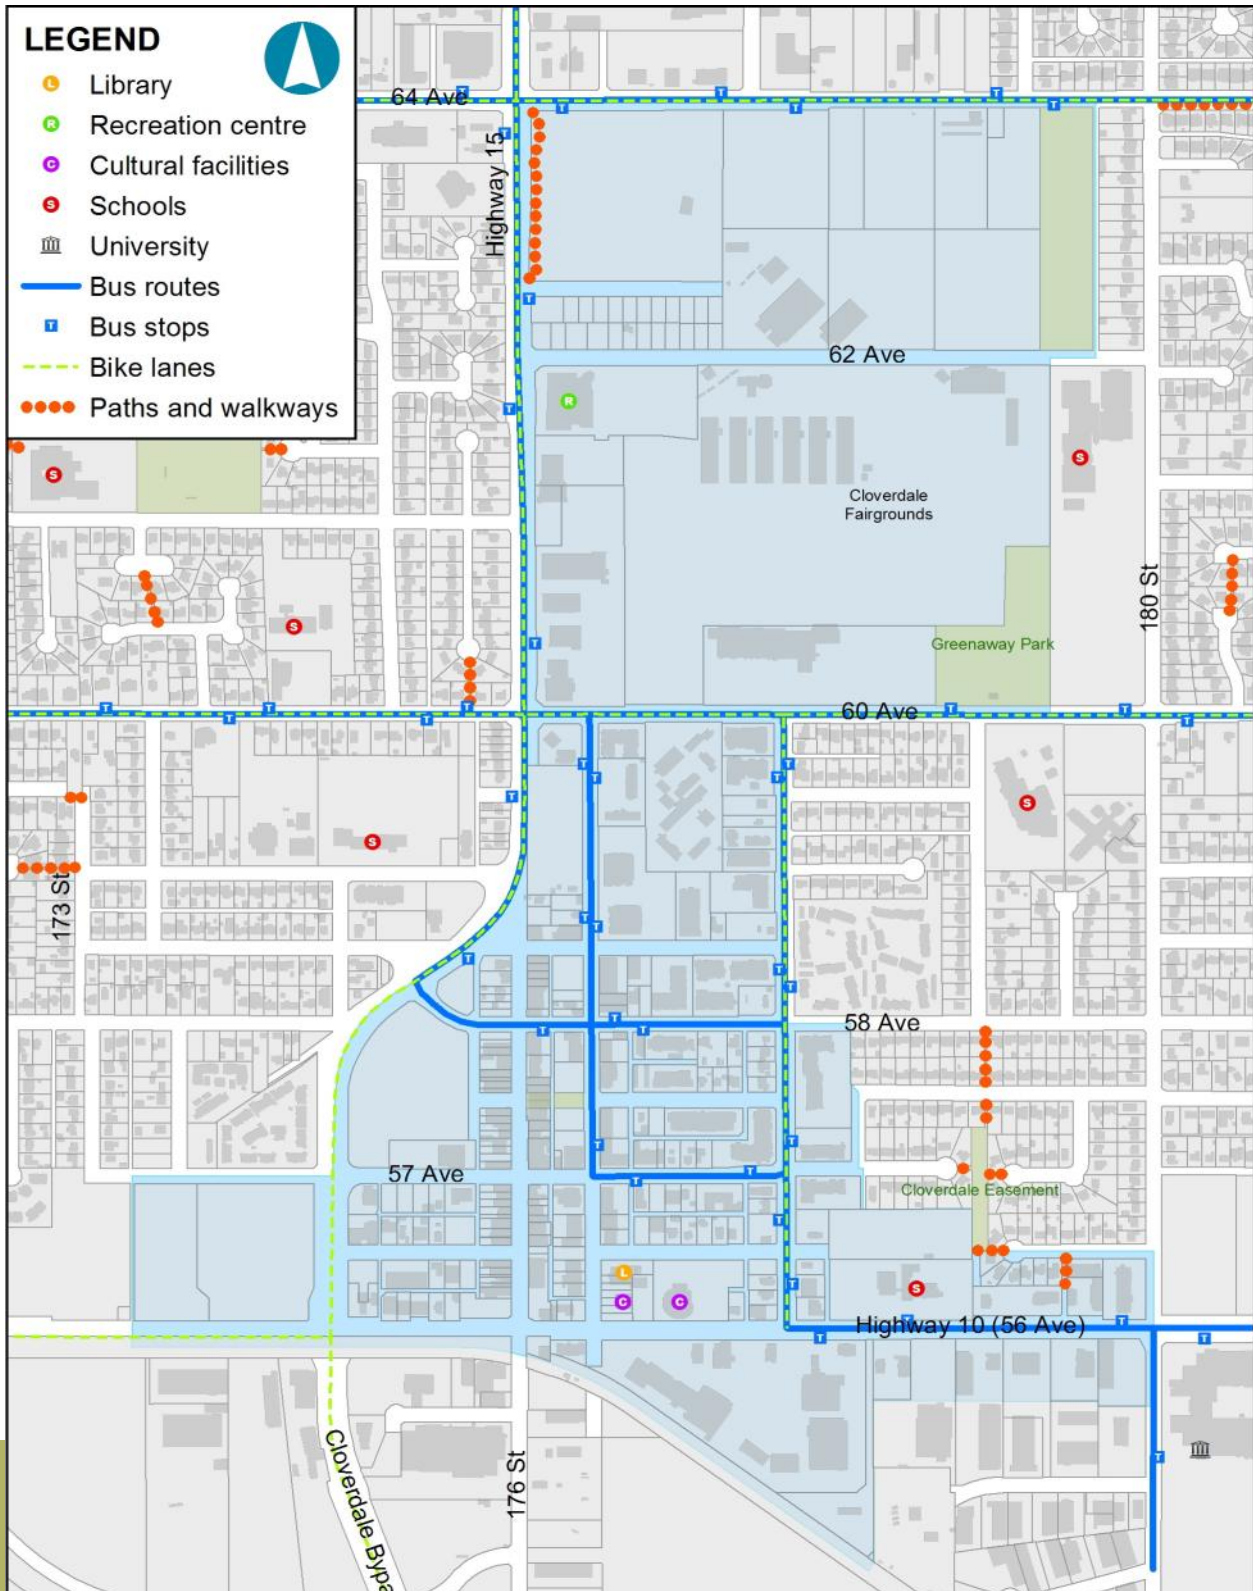 LEGEND
L Library
R Recreation centre
C Cultural facilities
S Schools
University
Bus routes
T Bus stops
Bike lanes
Paths and walkways
64 Ave
Highway 15
62 Ave
Cloverdale
Fairgrounds
180 St
Greenaway Park
60 Ave
173 St
58 Ave
57 Ave
Cloverdale Easement
Highway 10 (56 Ave)
176 St
Cloverdale Bypa